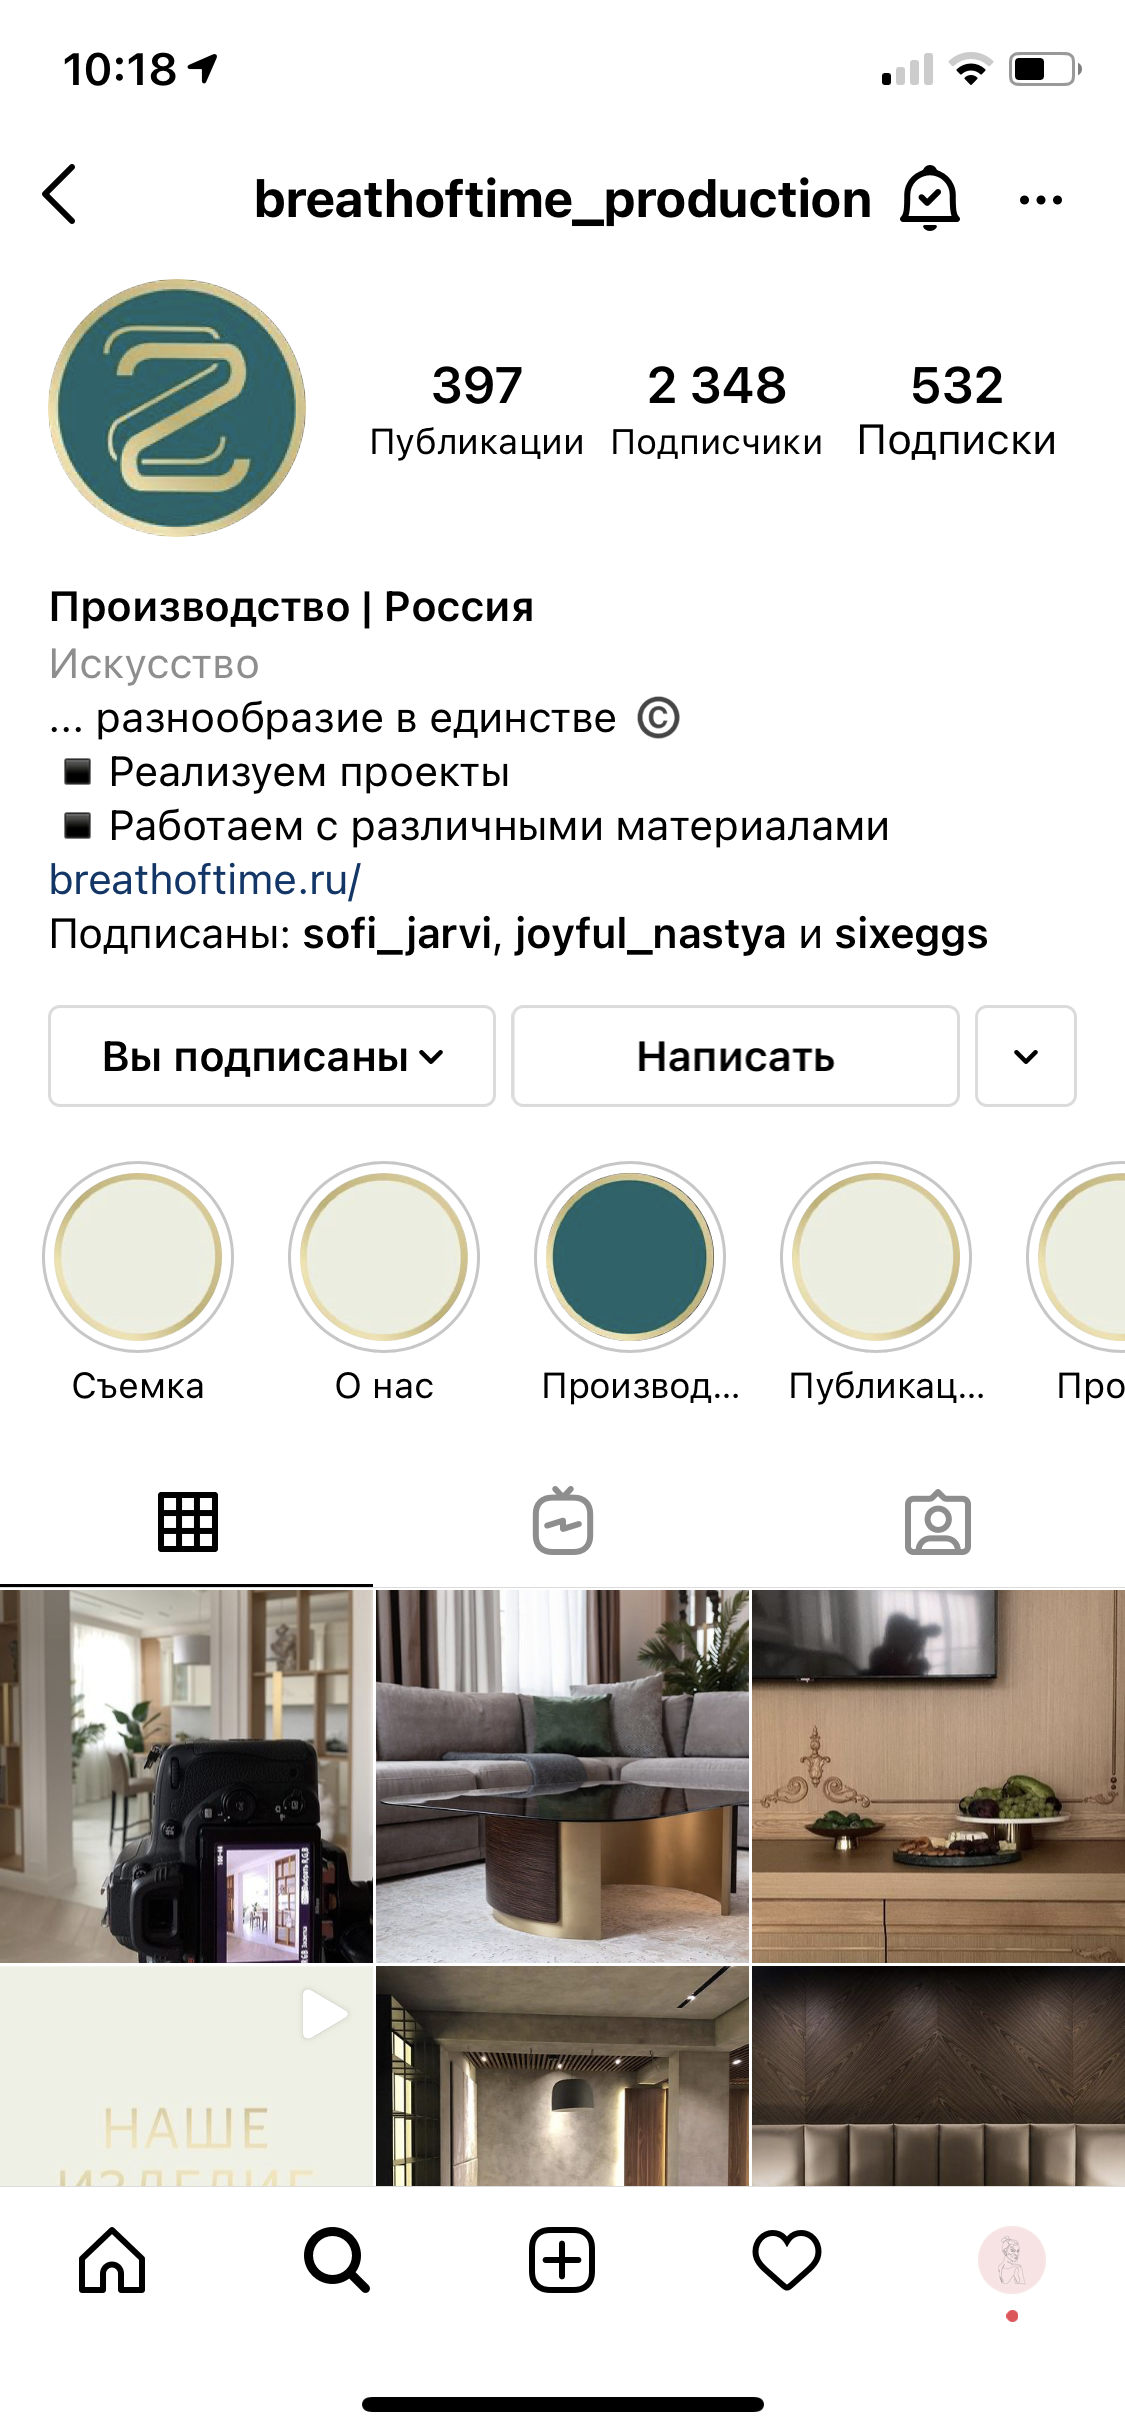 10:18
breathoftime_production
397 2 348 532
Публикации Подписчики Подписки
Производство | Россия
Искусство
... разнообразие в единстве ©
▪ Реализуем проекты
▪ Работаем с различными материалами
breathoftime.ru/
Подписаны: sofi_jarvi, joyful_nastya и sixeggs
Вы подписаны Написать
Съемка О нас Производ... Публикац... Про
НАШЕ
ИЗДЕЛИЕ